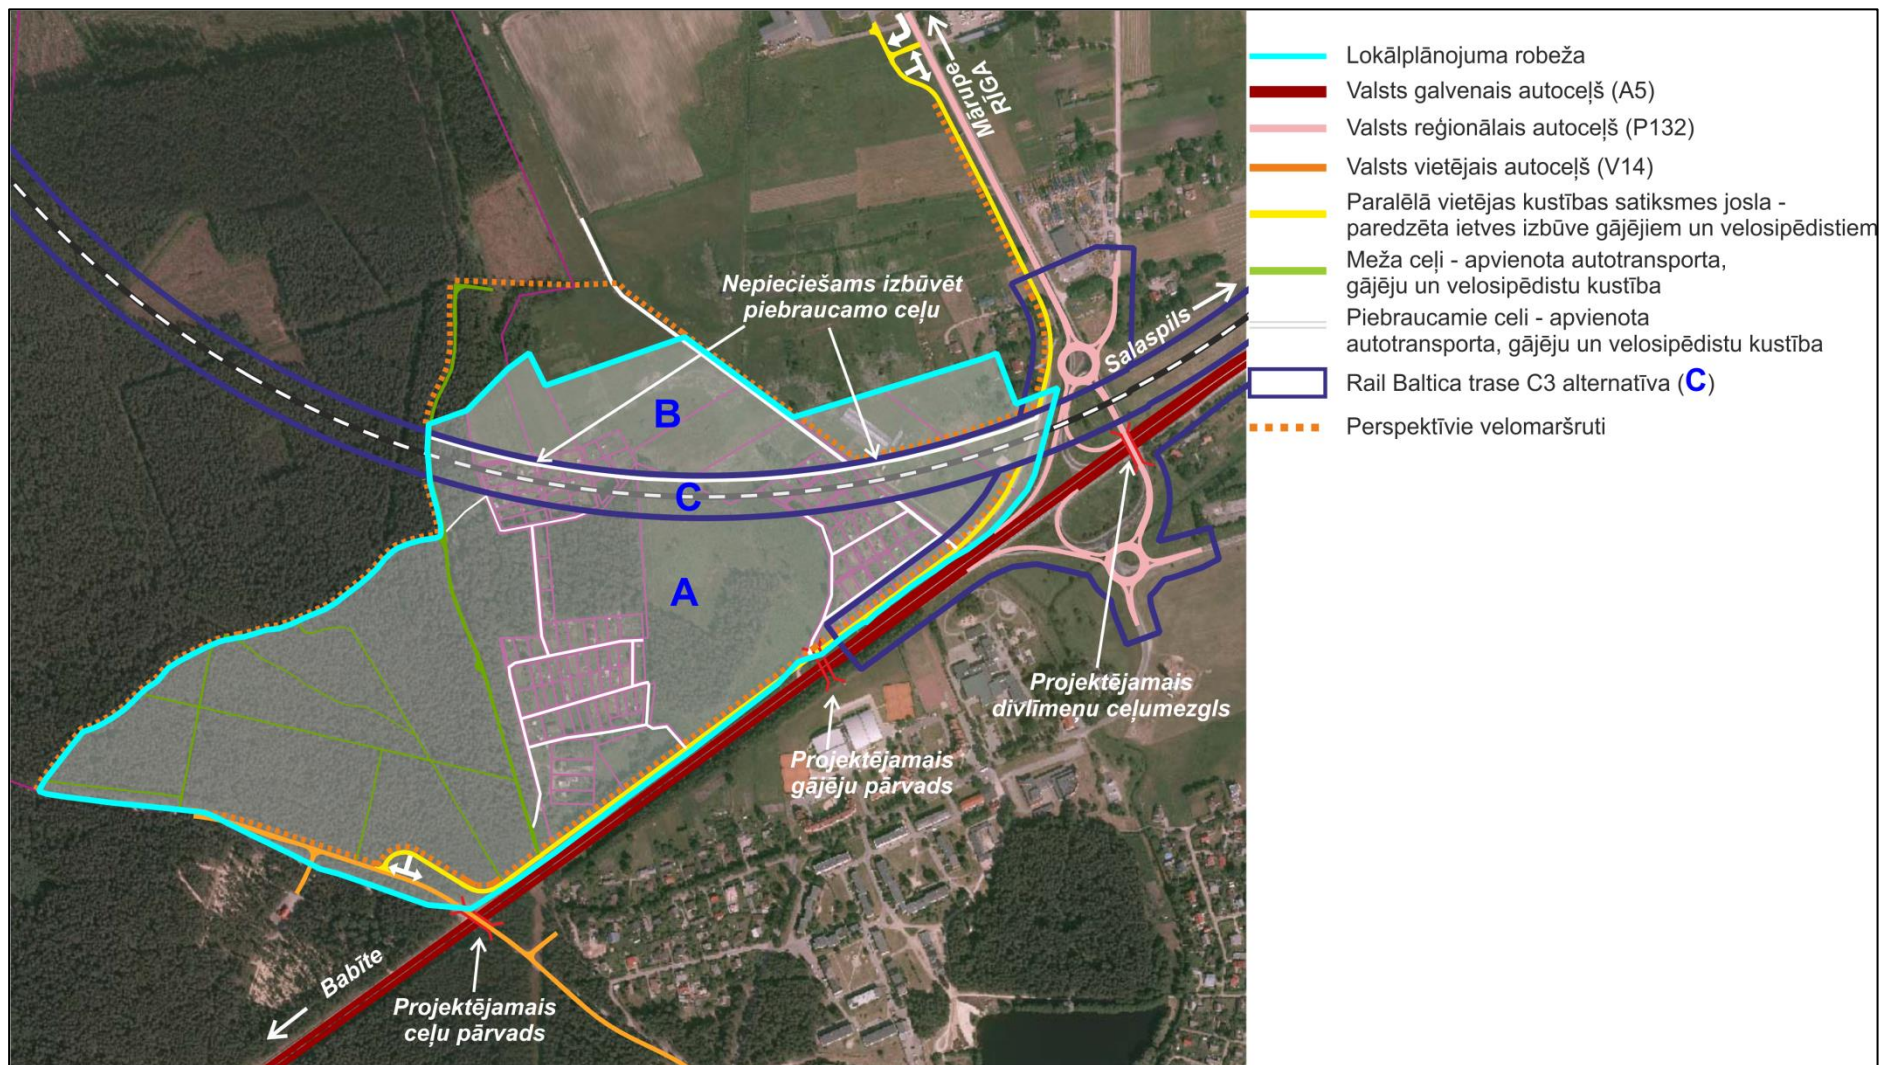 Mārupe
RĪGA
Nepieciešams izbūvēt
piebraucamo ceļu
Salaspils
B
C
A
Projektējamais
divlīmeņu ceļumezgls
Projektējamais
gājēju pārvads
Babīte
Projektējamais
ceļu pārvads
Lokālplānojuma robeža
Valsts galvenais autoceļš (A5)
Valsts reģionālais autoceļš (P132)
Valsts vietējais autoceļš (V14)
Paralēlā vietējas kustības satiksmes josla -
paredzēta ietves izbūve gājējiem un velosipēdistiem
Meža ceļi - apvienota autotransporta,
gājēju un velosipēdistu kustība
Piebraucamie celi - apvienota
autotransporta, gājēju un velosipēdistu kustība
Rail Baltica trase C3 alternatīva (C)
Perspektīvie velomaršruti